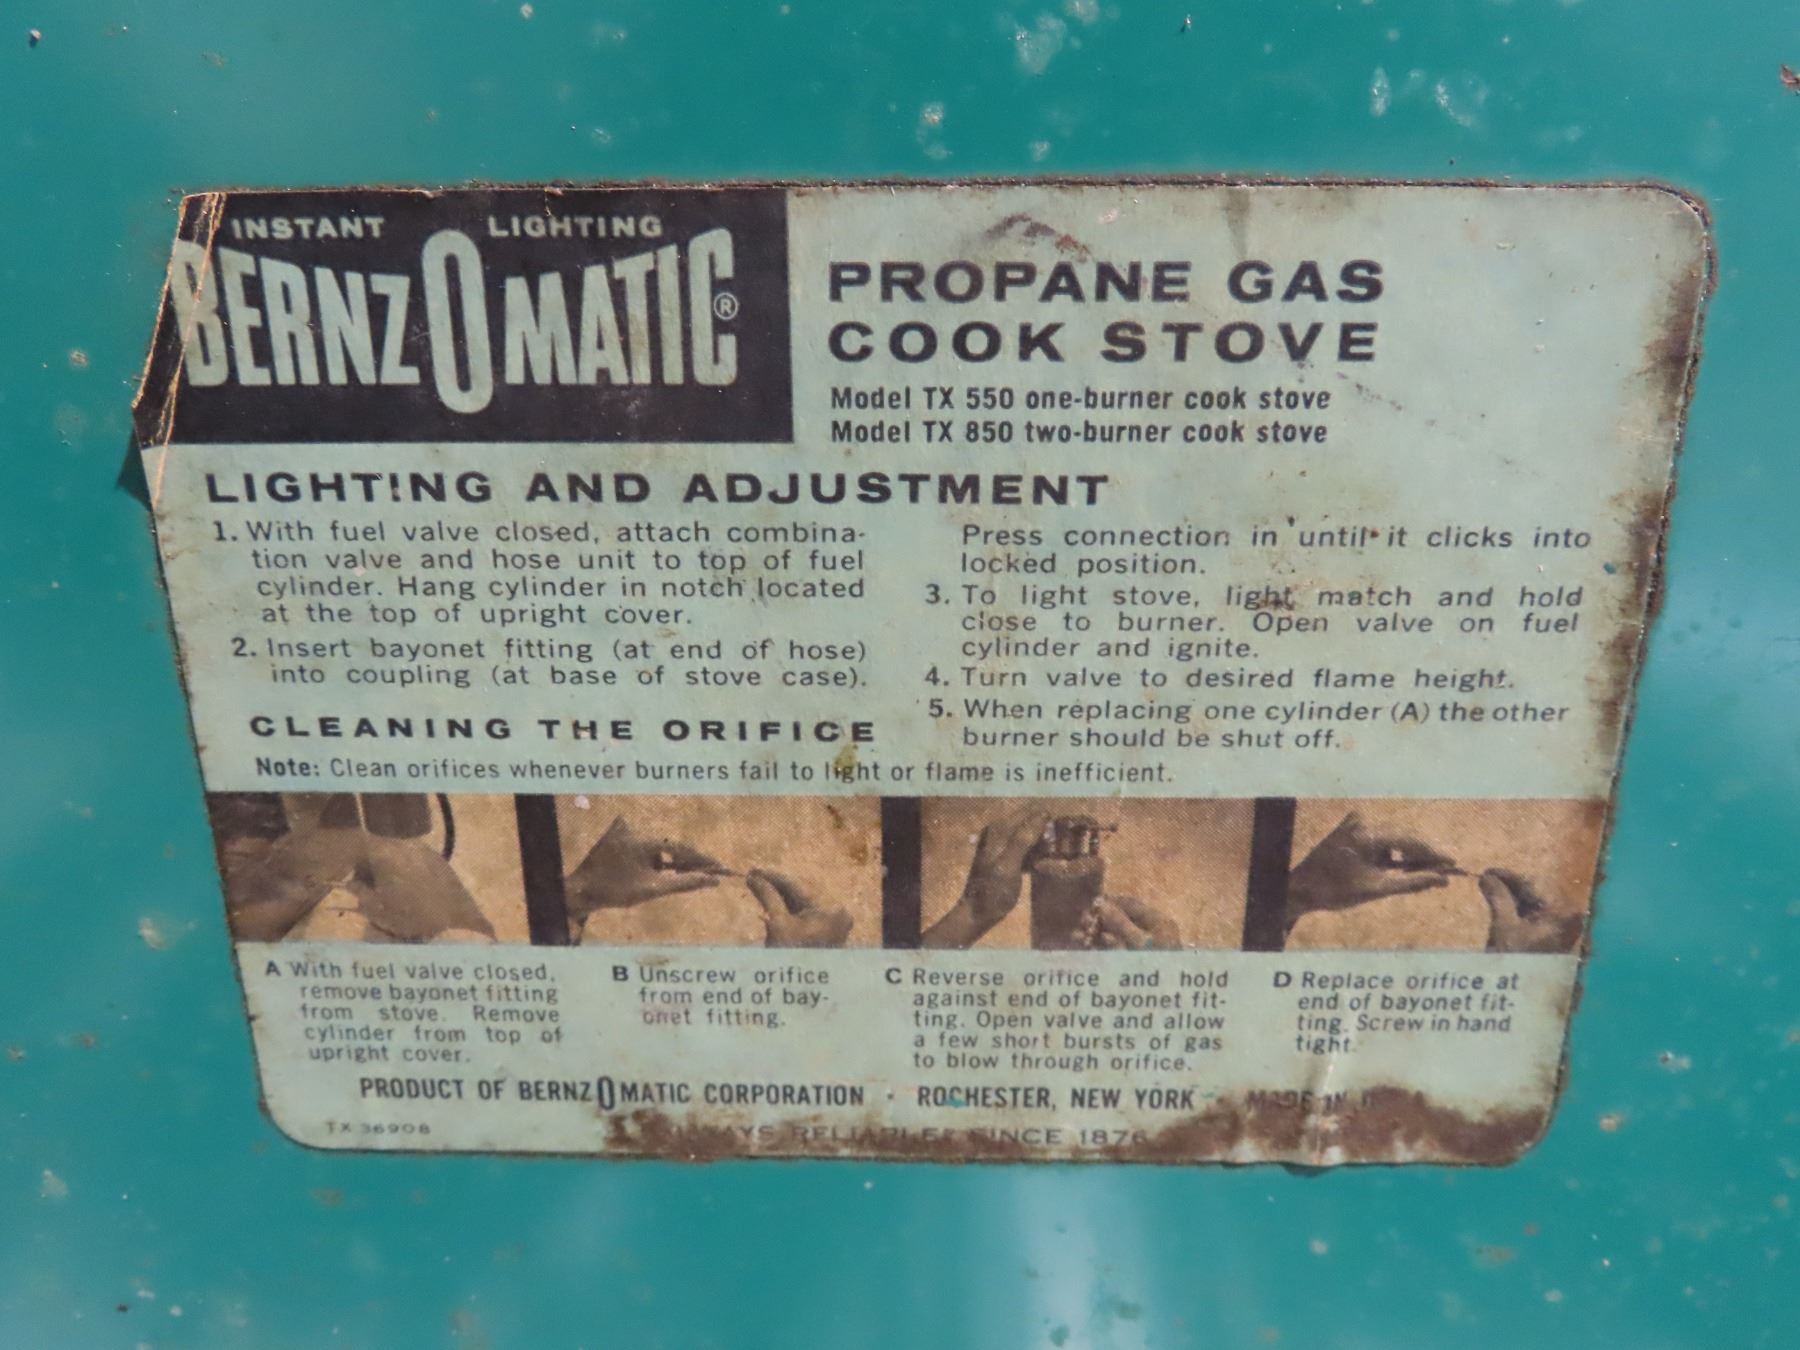 INSTANT LIGHTING
BERNZOMATIC®
PROPANE GAS
COOK STOVE
Model TX 550 one-burner cook stove
Model TX 850 two-burner cook stove
LIGHTING AND ADJUSTMENT
1. With fuel valve closed, attach combina-
tion valve and hose unit to top of fuel
cylinder. Hang cylinder in notch located
at the top of upright cover.
2. Insert bayonet fitting (at end of hose)
into coupling (at base of stove case).
Press connection in until it clicks into
locked position.
3. To light stove, light match and hold
close to burner. Open valve on fuel
cylinder and ignite.
4. Turn valve to desired flame height.
5. When replacing one cylinder (A) the other
burner should be shut off.
CLEANING THE ORIFICE
Note: Clean orifices whenever burners fail to light or flame is inefficient.
A With fuel valve closed,
remove bayonet fitting
from stove. Remove
cylinder from top of
upright cover.
B Unscrew orifice
from end of bay-
onet fitting.
C Reverse orifice and hold
against end of bayonet fit-
ting. Open valve and allow
a few short bursts of gas
to blow through orifice.
D Replace orifice at
end of bayonet fit-
ting. Screw in hand
tight.
PRODUCT OF BERNZOMATIC CORPORATION · ROCHESTER, NEW YORK · MADE IN
TX 36908
SINCE 1876